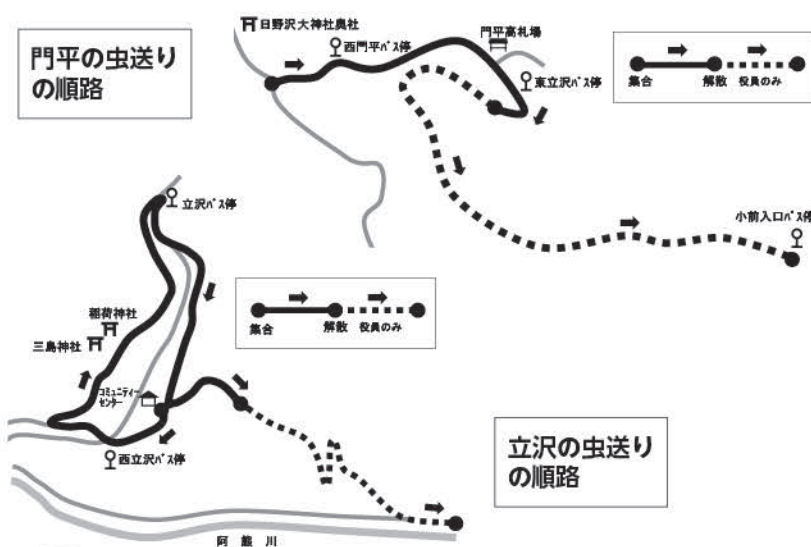 門平の虫送り
の順路
日野沢大神社奥社
西門平バス停
門平高札場
東立沢バス停
集合
解散
役員のみ
小前入口バス停
立沢バス停
稲荷神社
三島神社
コミュニティー
センター
西立沢バス停
集合
解散
役員のみ
立沢の虫送り
の順路
阿熊川